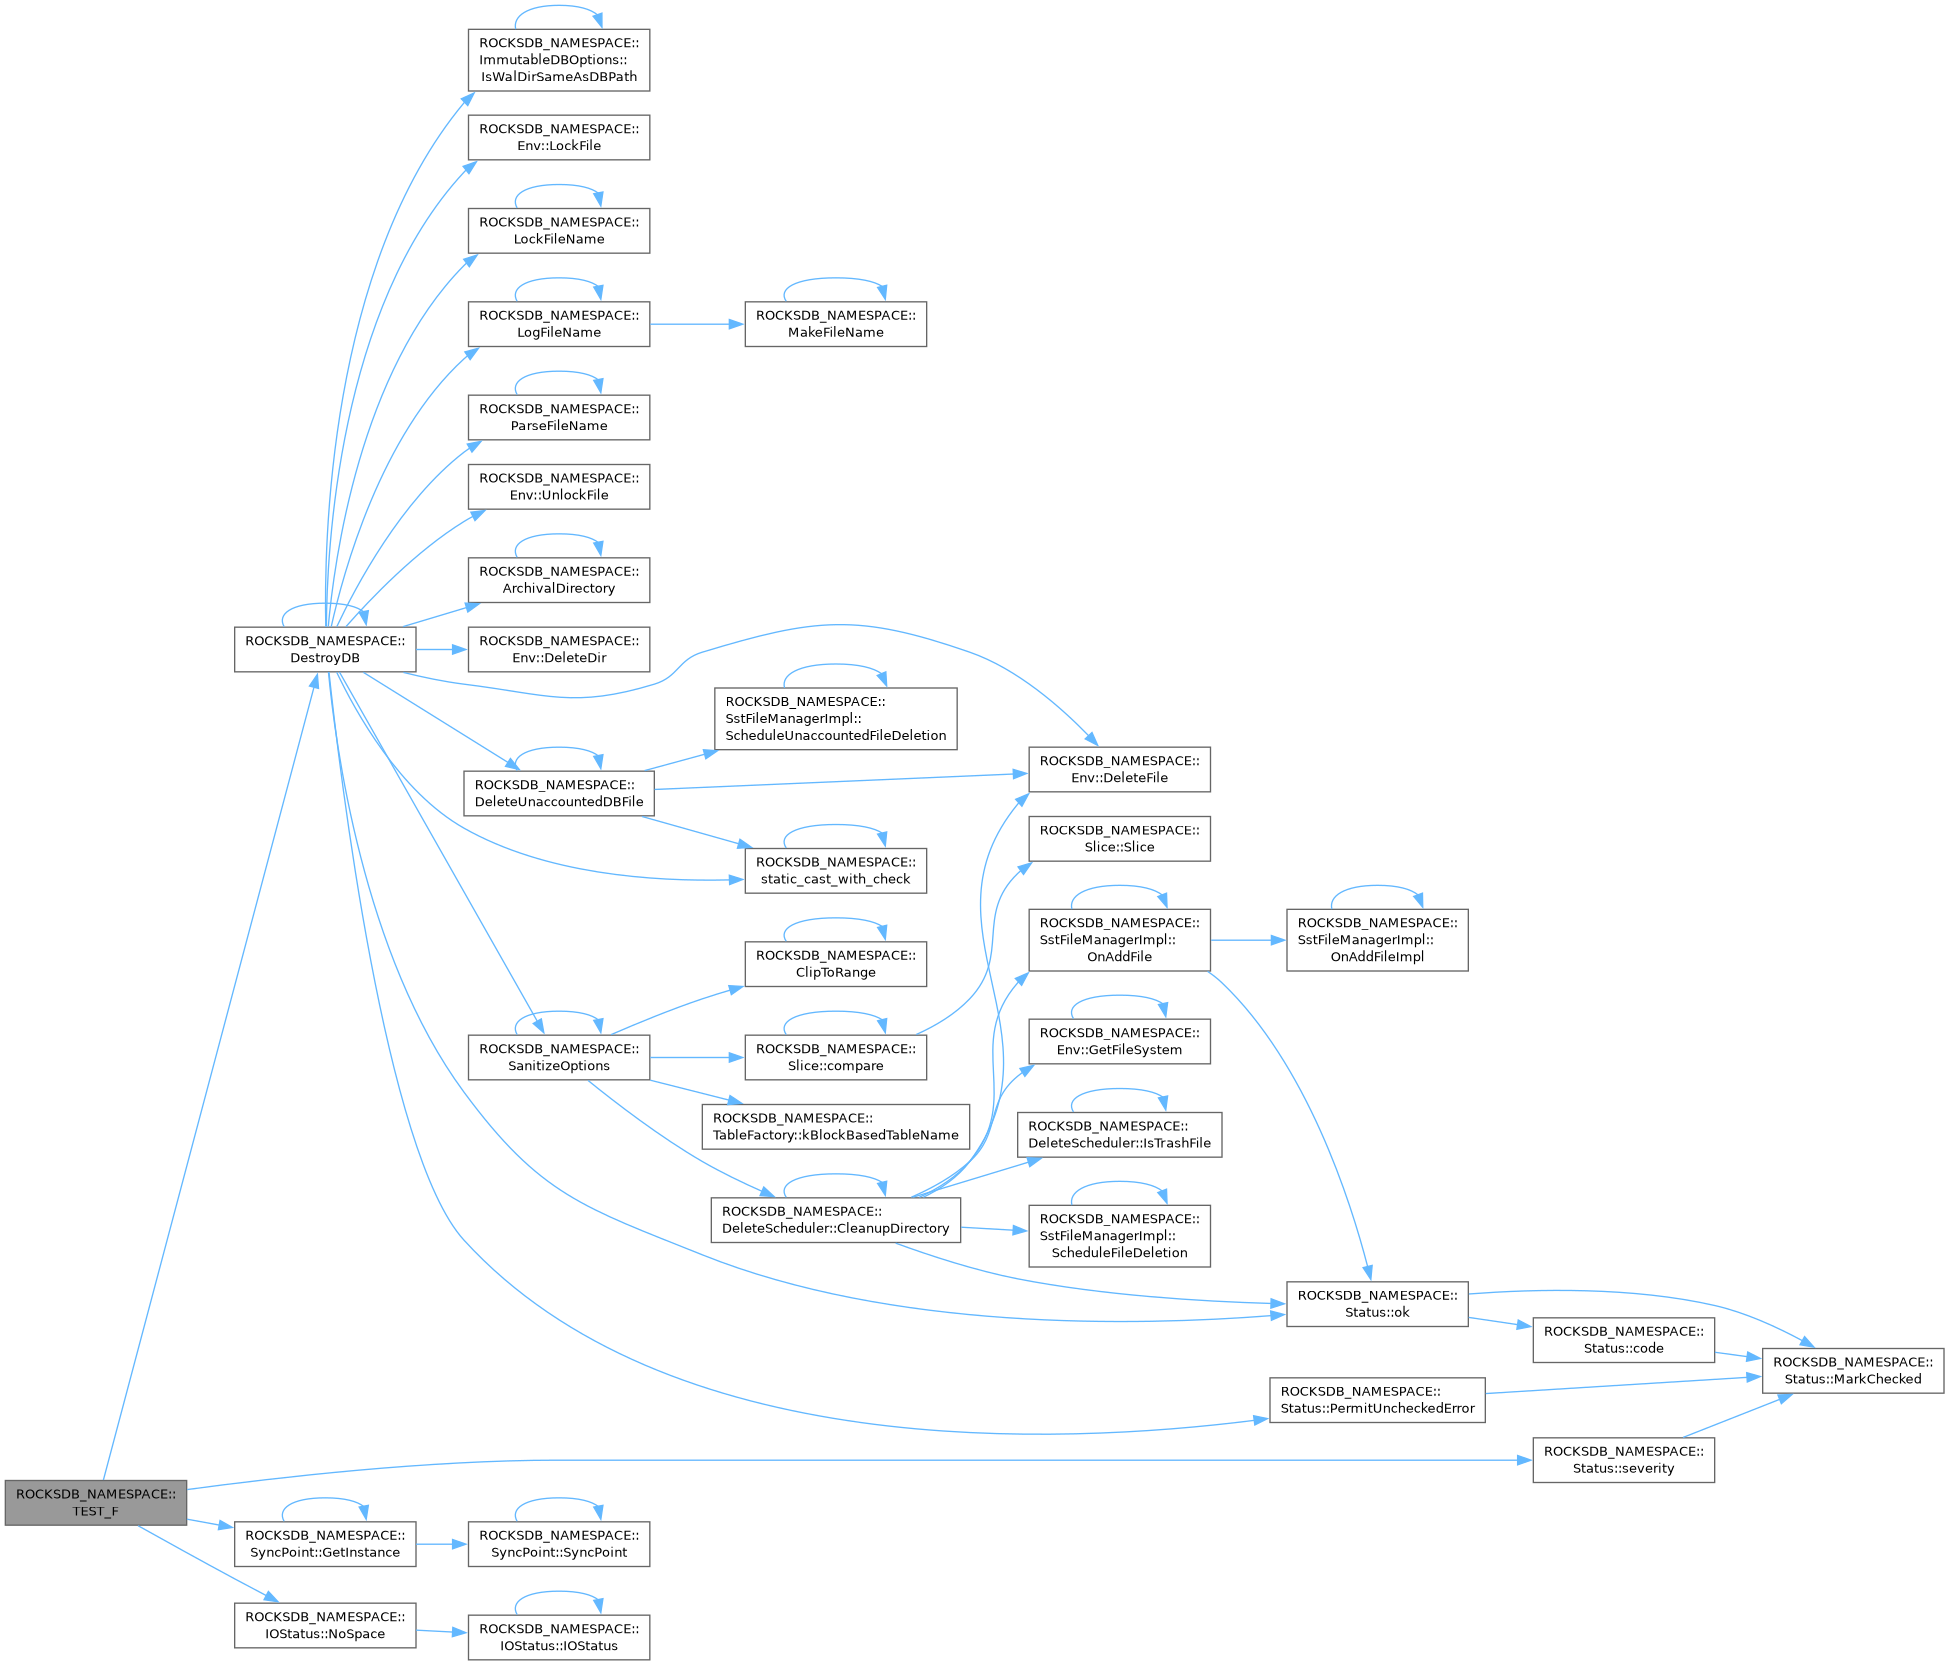 ROCKSDB_NAMESPACE::
ImmutableDBOptions::
IsWalDirSameAsDBPath
ROCKSDB_NAMESPACE::
Env::LockFile
ROCKSDB_NAMESPACE::
LockFileName
ROCKSDB_NAMESPACE::
LogFileName
ROCKSDB_NAMESPACE::
MakeFileName
ROCKSDB_NAMESPACE::
ParseFileName
ROCKSDB_NAMESPACE::
Env::UnlockFile
ROCKSDB_NAMESPACE::
ArchivalDirectory
ROCKSDB_NAMESPACE::
DestroyDB
ROCKSDB_NAMESPACE::
Env::DeleteDir
ROCKSDB_NAMESPACE::
SstFileManagerImpl::
ScheduleUnaccountedFileDeletion
ROCKSDB_NAMESPACE::
Env::DeleteFile
ROCKSDB_NAMESPACE::
DeleteUnaccountedDBFile
ROCKSDB_NAMESPACE::
Slice::Slice
ROCKSDB_NAMESPACE::
static_cast_with_check
ROCKSDB_NAMESPACE::
SstFileManagerImpl::
OnAddFile
ROCKSDB_NAMESPACE::
SstFileManagerImpl::
OnAddFileImpl
ROCKSDB_NAMESPACE::
ClipToRange
ROCKSDB_NAMESPACE::
Env::GetFileSystem
ROCKSDB_NAMESPACE::
SanitizeOptions
ROCKSDB_NAMESPACE::
Slice::compare
ROCKSDB_NAMESPACE::
TableFactory::kBlockBasedTableName
ROCKSDB_NAMESPACE::
DeleteScheduler::IsTrashFile
ROCKSDB_NAMESPACE::
DeleteScheduler::CleanupDirectory
ROCKSDB_NAMESPACE::
SstFileManagerImpl::
ScheduleFileDeletion
ROCKSDB_NAMESPACE::
Status::ok
ROCKSDB_NAMESPACE::
Status::code
ROCKSDB_NAMESPACE::
Status::MarkChecked
ROCKSDB_NAMESPACE::
Status::PermitUncheckedError
ROCKSDB_NAMESPACE::
Status::severity
ROCKSDB_NAMESPACE::
TEST_F
ROCKSDB_NAMESPACE::
SyncPoint::GetInstance
ROCKSDB_NAMESPACE::
SyncPoint::SyncPoint
ROCKSDB_NAMESPACE::
IOStatus::NoSpace
ROCKSDB_NAMESPACE::
IOStatus::IOStatus